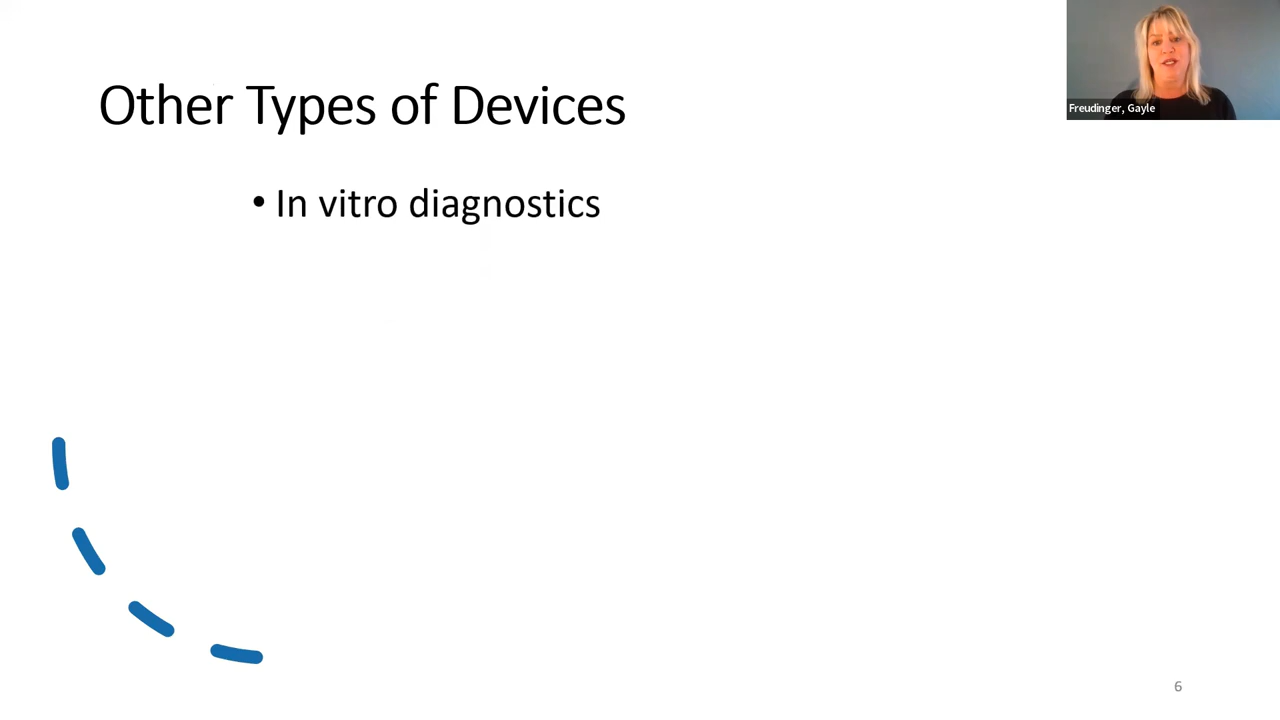 Other Types of Devices
• In vitro diagnostics
Freudinger, Gayle
6